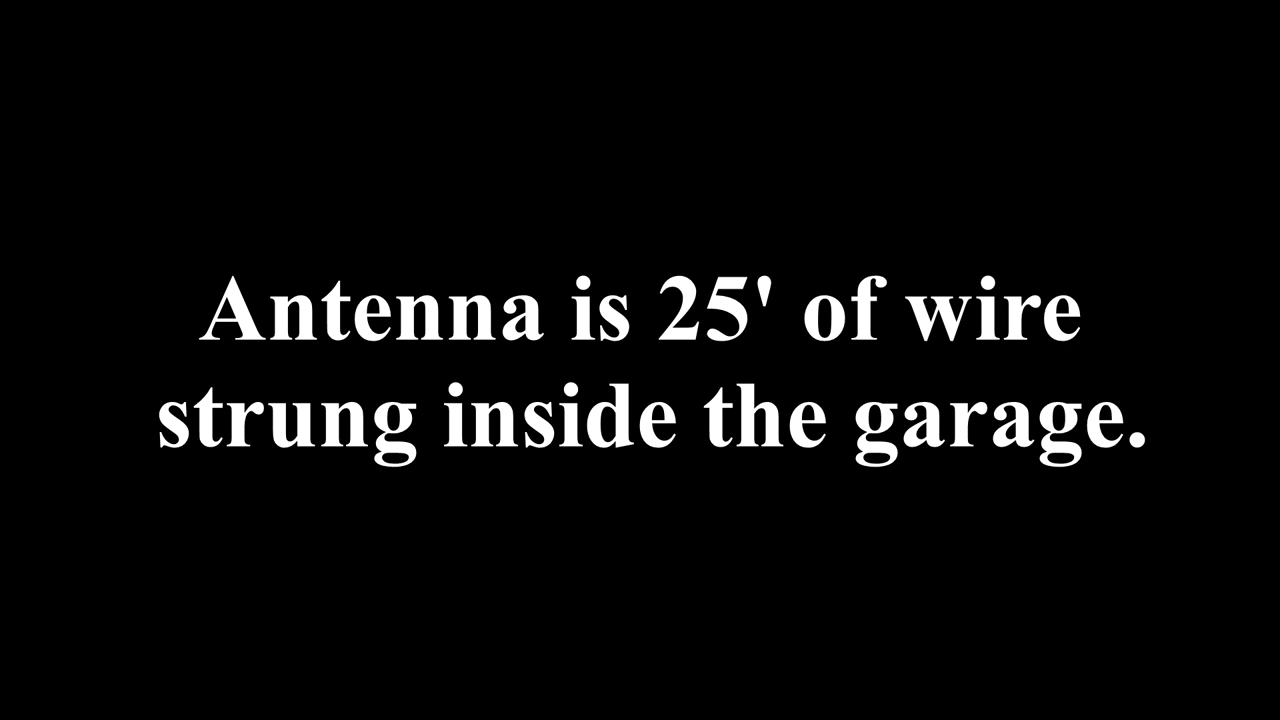 Antenna is 25' of wire
strung inside the garage.